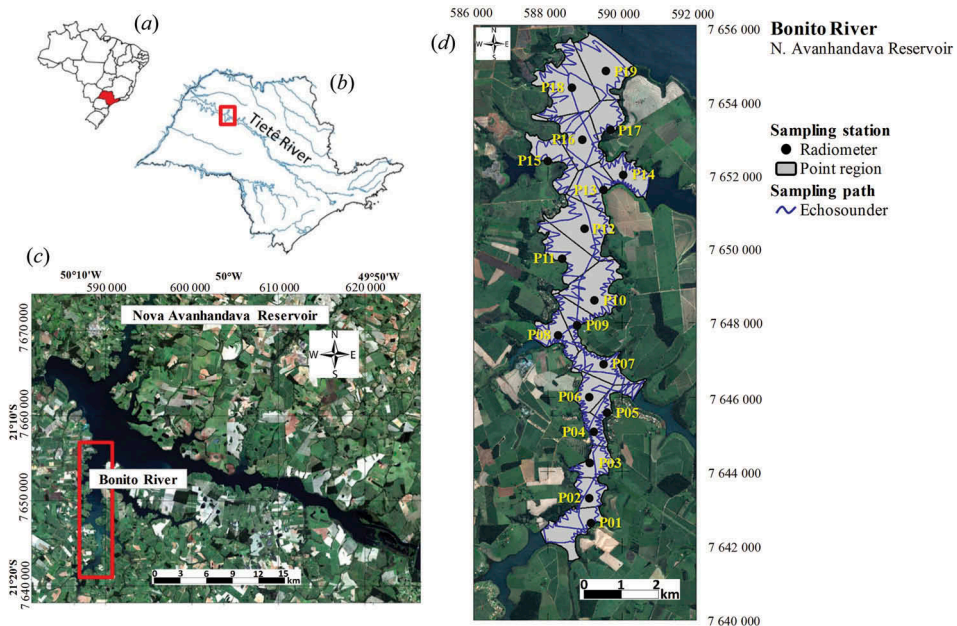 (a)
(b)
Tietê River
(c)
50°10'W 50°W 49°50'W
590 000 600 000 610 000 620 000
7 670 000
7 660 000
7 650 000
7 640 000
21°10'S
21°20'S
Nova Avanhandava Reservoir
N
W E
S
Bonito River
0 3 6 9 12 15
km
(d)
586 000 588 000 590 000 592 000
7 656 000
7 654 000
7 652 000
7 650 000
7 648 000
7 646 000
7 644 000
7 642 000
7 640 000
N
W E
S
P19
P18
P17
P16
P15
P14
P13
P12
P11
P10
P09
P08
P07
P06
P05
P04
P03
P02
P01
0 1 2
km
Bonito River
N. Avanhandava Reservoir
Sampling station
Radiometer
Point region
Sampling path
Echosounder